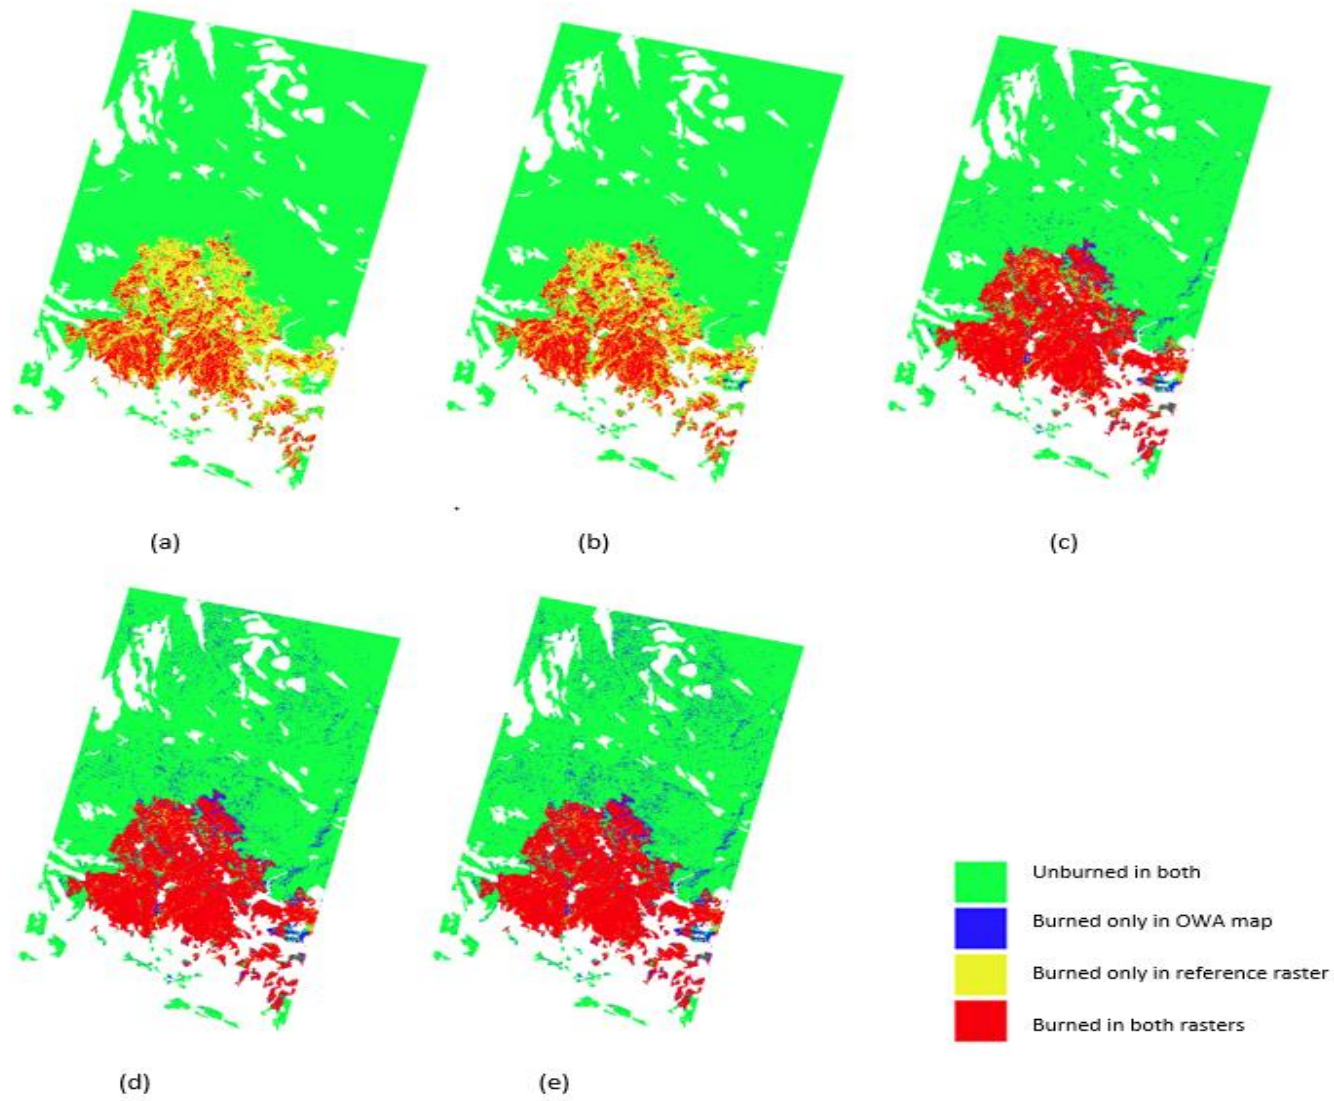 (a) (b) (c)
Unburned in both
Burned only in OWA map
Burned only in reference raster
Burned in both rasters
(d) (e)